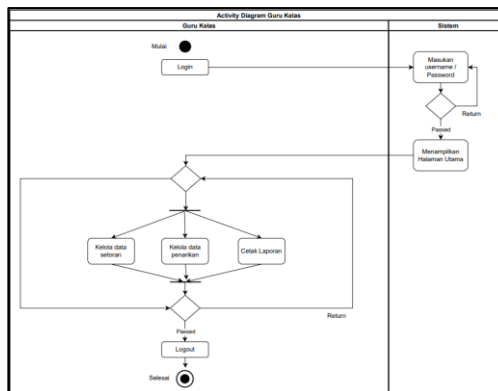 Activity Diagram Guru Kelas
Guru Kelas
Sistem
Mulai
Login
Masukan
username /
Password
Return
Passed
Menampilkan
Halaman Utama
Kelola data
setoran
Kelola data
penarikan
Cetak Laporan
Return
Passed
Logout
Selesai